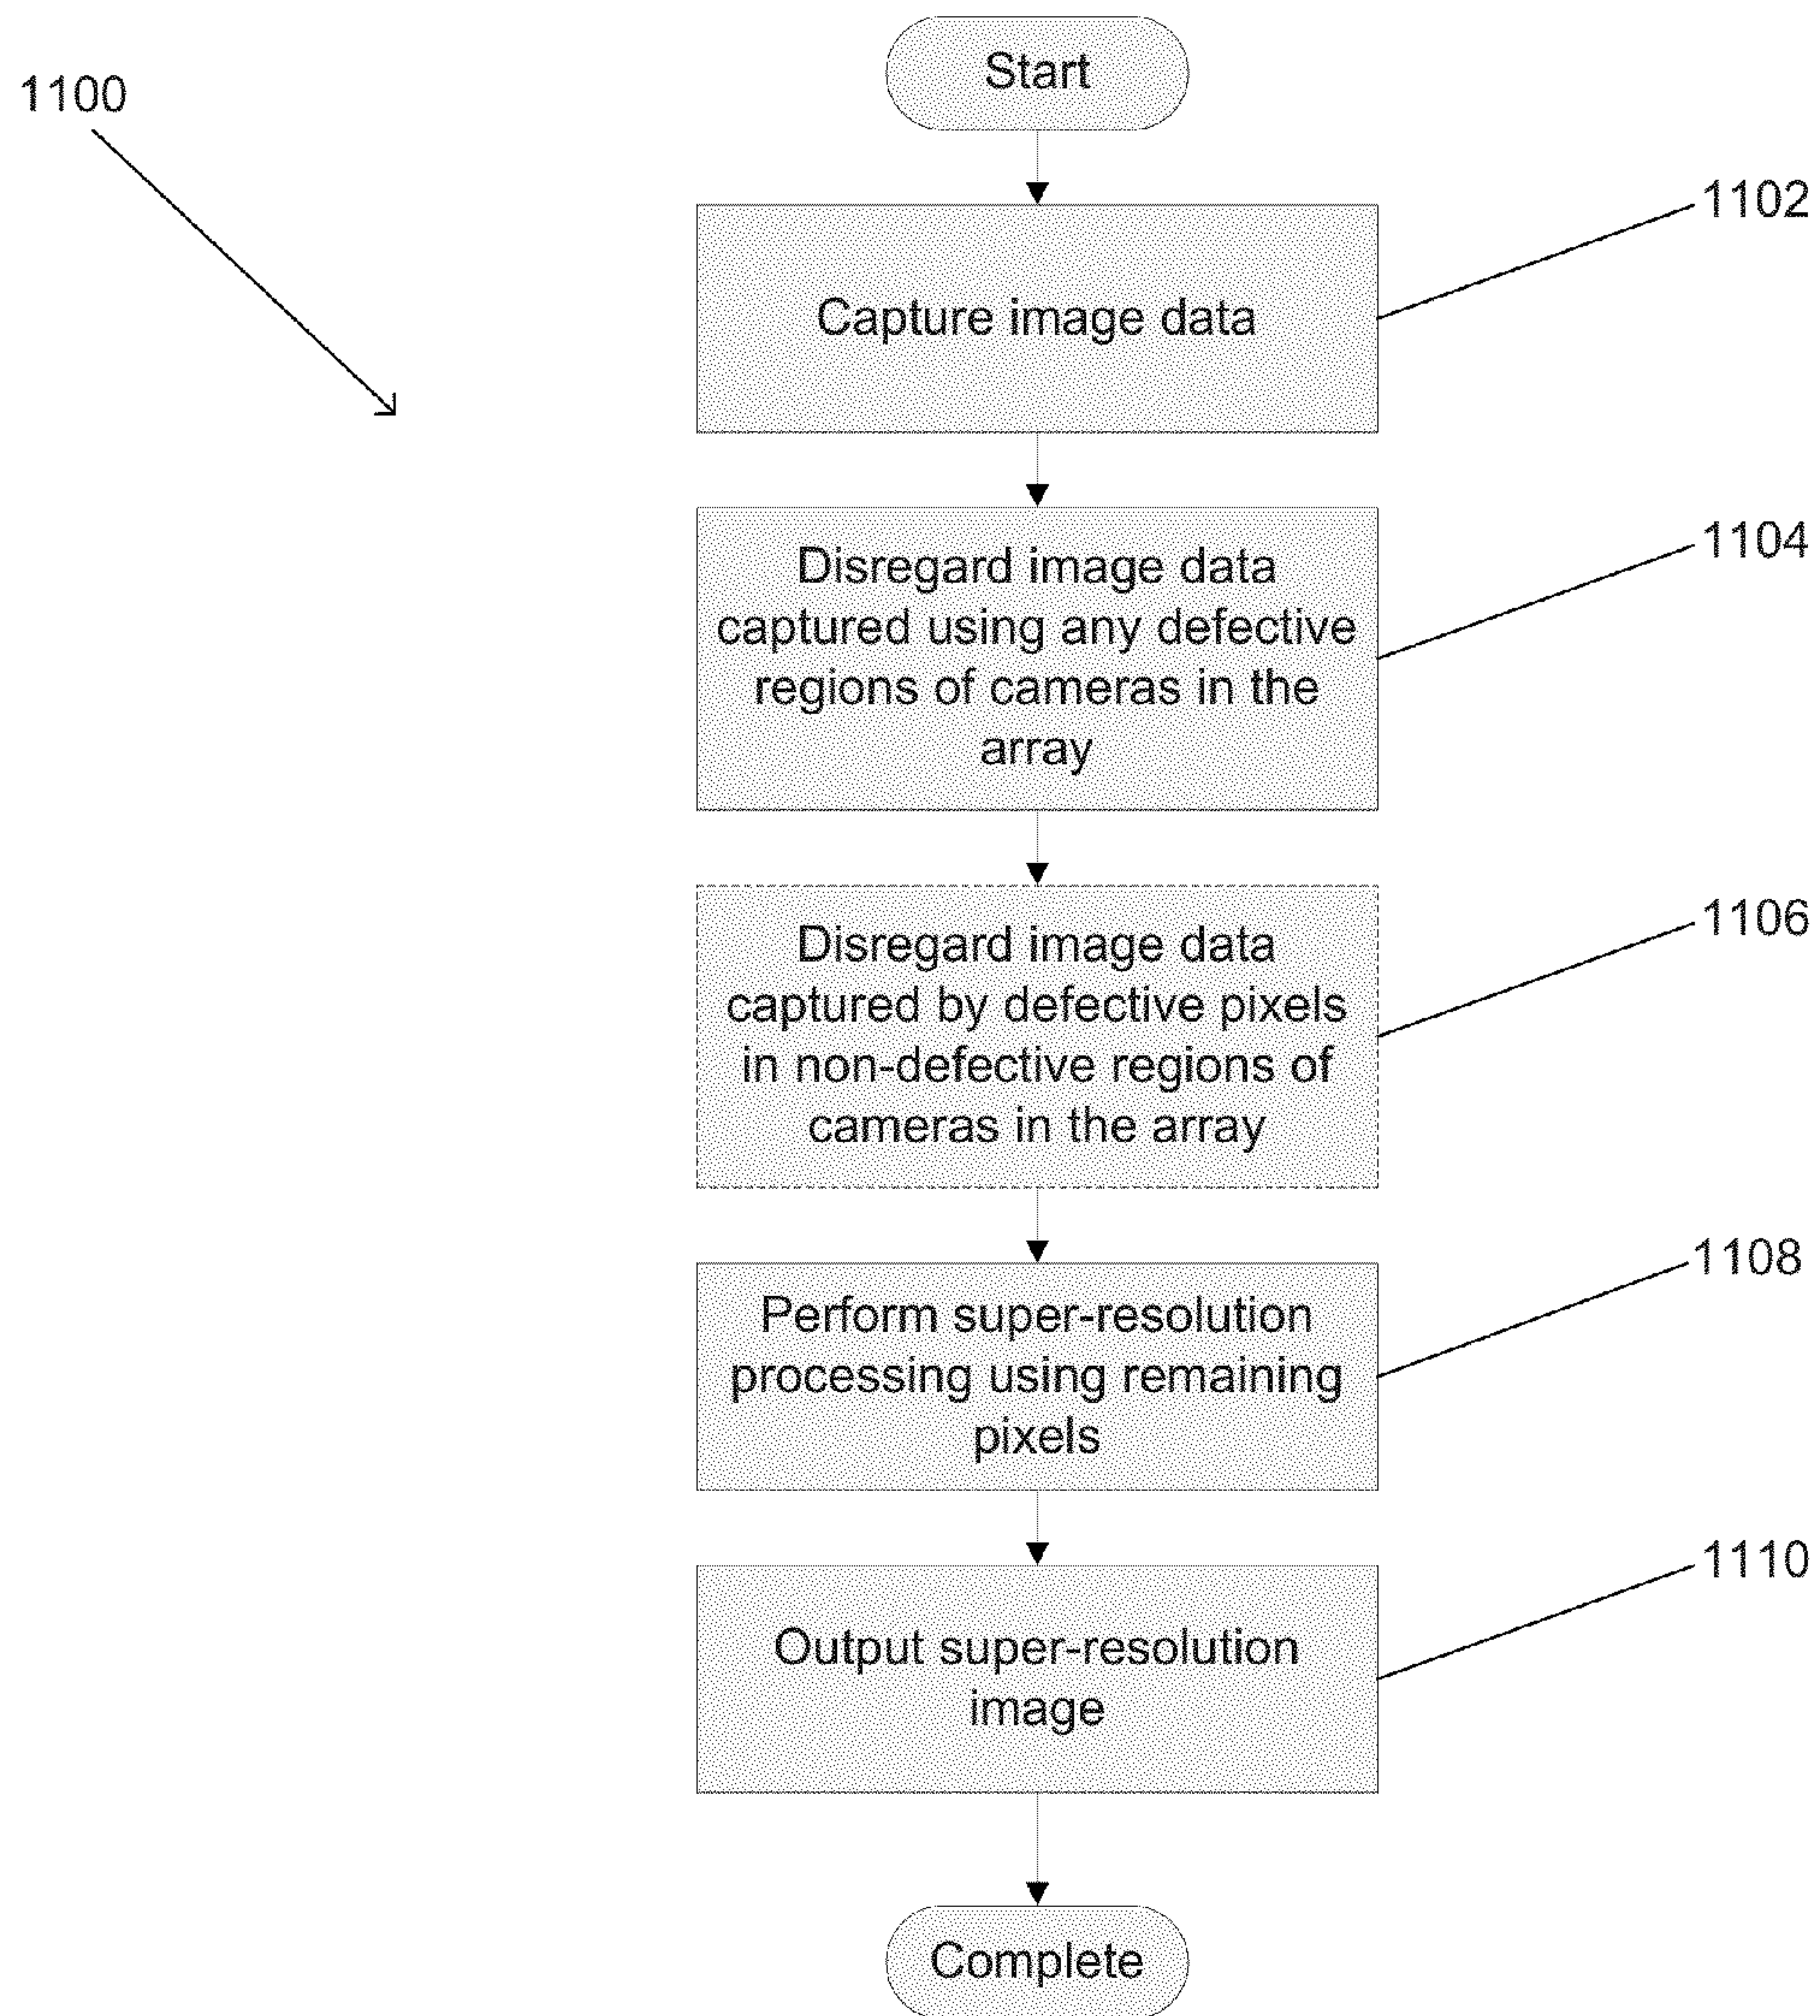 Start
1100
1102
Capture image data
1104
Disregard image data
captured using any defective
regions of cameras in the
array
1106
Disregard image data
captured by defective pixels
in non-defective regions of
cameras in the array
1108
Perform super-resolution
processing using remaining
pixels
1110
Output super-resolution
image
Complete